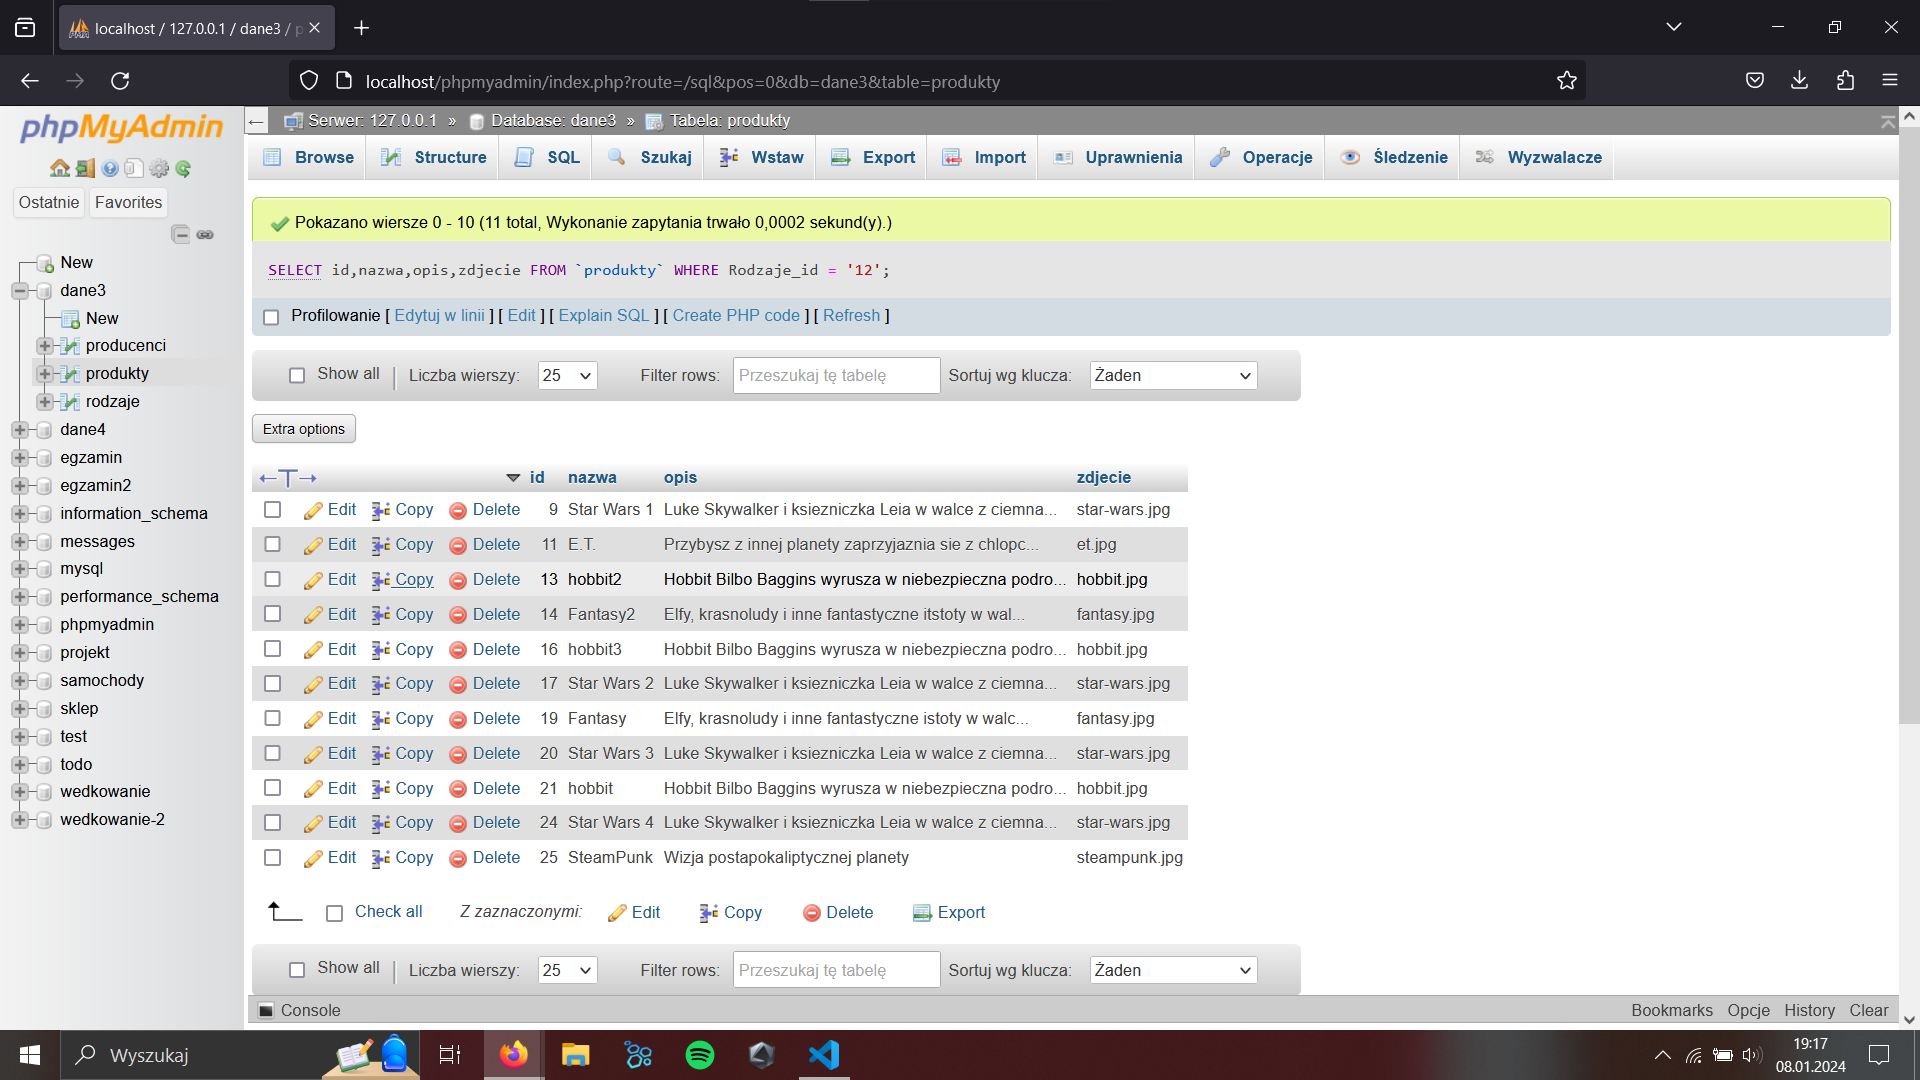 localhost / 127.0.0.1 / dane3 / p
localhost/phpmyadmin/index.php?route=/sql&pos=0&db=dane3&table=produkty
phpMyAdmin
Ostatnie Favorites
New
dane3
New
producenci
produkty
rodzaje
dane4
egzamin
egzamin2
information_schema
messages
mysql
performance_schema
phpmyadmin
projekt
samochody
sklep
test
todo
wedkowanie
wedkowanie-2
Serwer: 127.0.0.1 » Database: dane3 » Tabela: produkty
Browse Structure SQL Szukaj Wstaw Export Import Uprawnienia Operacje Śledzenie Wyzwalacze
Pokazano wiersze 0 - 10 (11 total, Wykonanie zapytania trwało 0,0002 sekund(y).)
SELECT id,nazwa,opis,zdjecie FROM `produkty` WHERE Rodzaje_id = '12';
Profilowanie [ Edytuj w linii ] [ Edit ] [ Explain SQL ] [ Create PHP code ] [ Refresh ]
Show all | Liczba wierszy: 25 Filter rows: Przeszukaj tę tabelę Sortuj wg klucza: Żaden
Extra options
←T→ id nazwa opis zdjecie
Edit Copy Delete 9 Star Wars 1 Luke Skywalker i ksiezniczka Leia w walce z ciemna... star-wars.jpg
Edit Copy Delete 11 E.T. Przybysz z innej planety zaprzyjaznia sie z chlopc... et.jpg
Edit Copy Delete 13 hobbit2 Hobbit Bilbo Baggins wyrusza w niebezpieczna podro... hobbit.jpg
Edit Copy Delete 14 Fantasy2 Elfy, krasnoludy i inne fantastyczne itstoty w wal... fantasy.jpg
Edit Copy Delete 16 hobbit3 Hobbit Bilbo Baggins wyrusza w niebezpieczna podro... hobbit.jpg
Edit Copy Delete 17 Star Wars 2 Luke Skywalker i ksiezniczka Leia w walce z ciemna... star-wars.jpg
Edit Copy Delete 19 Fantasy Elfy, krasnoludy i inne fantastyczne istoty w walc... fantasy.jpg
Edit Copy Delete 20 Star Wars 3 Luke Skywalker i ksiezniczka Leia w walce z ciemna... star-wars.jpg
Edit Copy Delete 21 hobbit Hobbit Bilbo Baggins wyrusza w niebezpieczna podro... hobbit.jpg
Edit Copy Delete 24 Star Wars 4 Luke Skywalker i ksiezniczka Leia w walce z ciemna... star-wars.jpg
Edit Copy Delete 25 SteamPunk Wizja postapokaliptycznej planety steampunk.jpg
Check all Z zaznaczonymi: Edit Copy Delete Export
Show all | Liczba wierszy: 25 Filter rows: Przeszukaj tę tabelę Sortuj wg klucza: Żaden
Console Bookmarks Opcje History Clear
Wyszukaj
19:17
08.01.2024